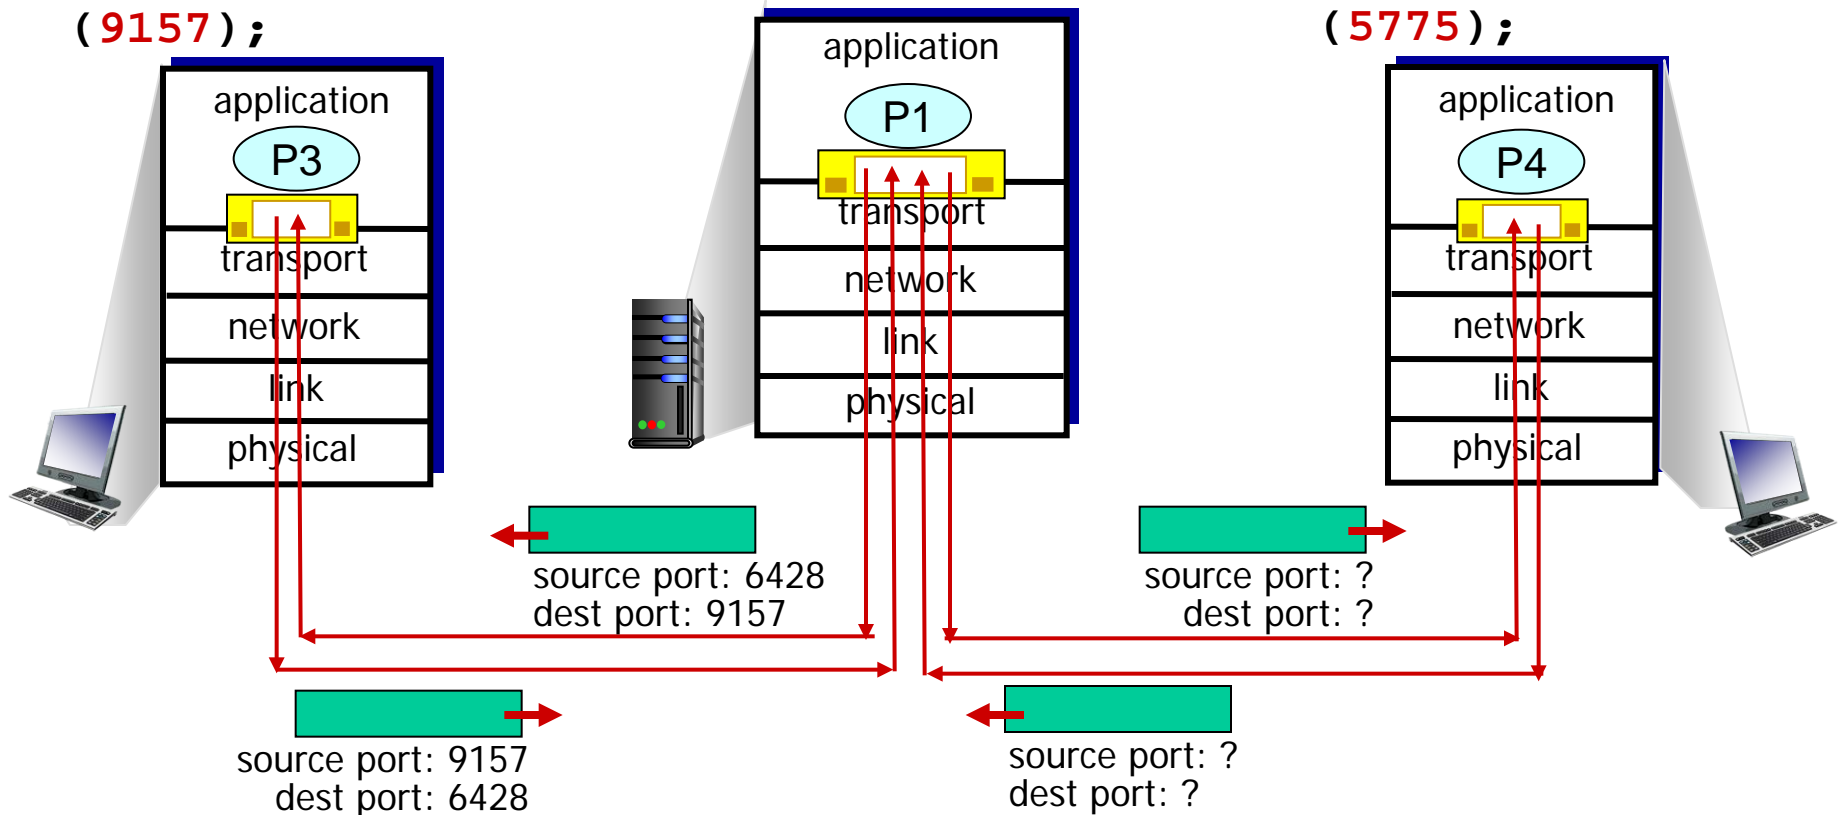 (9157);
application
P3
transport
network
link
physical
application
P1
transport
network
link
physical
(5775);
application
P4
transport
network
link
physical
source port: 6428
dest port: 9157
source port: ?
dest port: ?
source port: 9157
dest port: 6428
source port: ?
dest port: ?